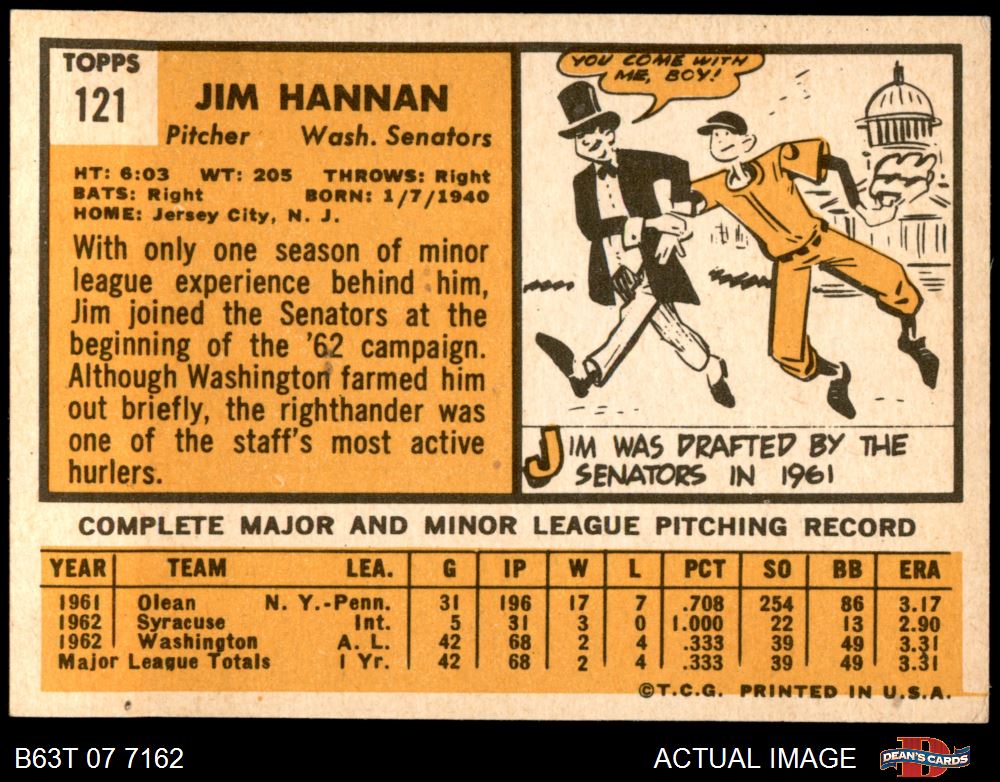 TOPPS
121
JIM HANNAN
Pitcher Wash. Senators
HT: 6:03 WT: 205 THROWS: Right
BATS: Right BORN: 1/7/1940
HOME: Jersey City, N. J.
With only one season of minor
league experience behind him,
Jim joined the Senators at the
beginning of the '62 campaign.
Although Washington farmed him
out briefly, the righthander was
one of the staff's most active
hurlers.
YOU COME WITH
ME, BOY!
JIM WAS DRAFTED BY THE
SENATORS IN 1961
COMPLETE MAJOR AND MINOR LEAGUE PITCHING RECORD
YEAR TEAM LEA. G IP W L PCT SO BB ERA
1961 Olean N. Y.-Penn. 31 196 17 7 .708 254 86 3.17
1962 Syracuse Int. 5 31 3 0 1.000 22 13 2.90
1962 Washington A. L. 42 68 2 4 .333 39 49 3.31
Major League Totals 1 Yr. 42 68 2 4 .333 39 49 3.31
©T.C.G. PRINTED IN U.S.A.
B63T 07 7162
ACTUAL IMAGE
DEAN'S CARDS